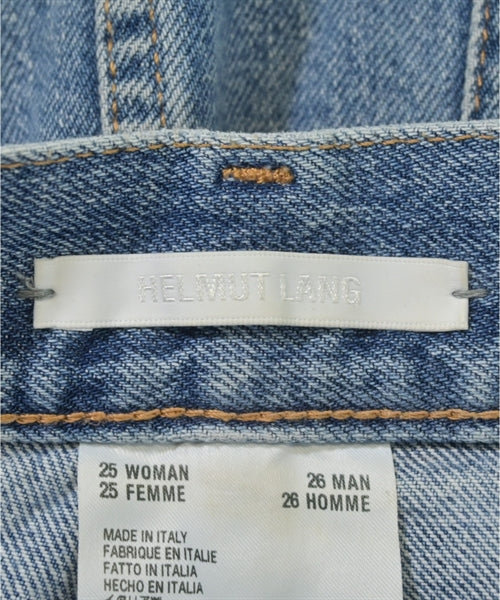 HELMUT LANG
25 WOMAN 26 MAN
25 FEMME 26 HOMME
MADE IN ITALY
FABRIQUÉ EN ITALIE
FATTO IN ITALIA
HECHO EN ITALIA